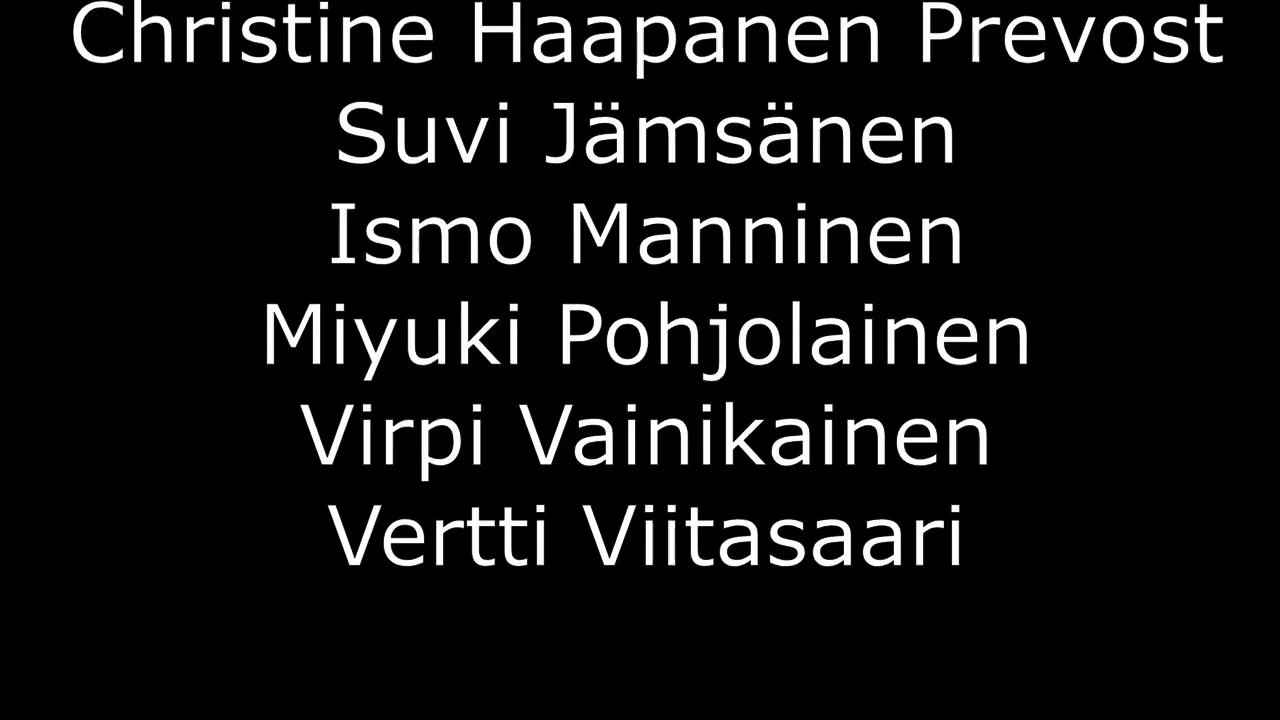 Christine Haapanen Prevost
Suvi Jämsänen
Ismo Manninen
Miyuki Pohjolainen
Virpi Vainikainen
Vertti Viitasaari